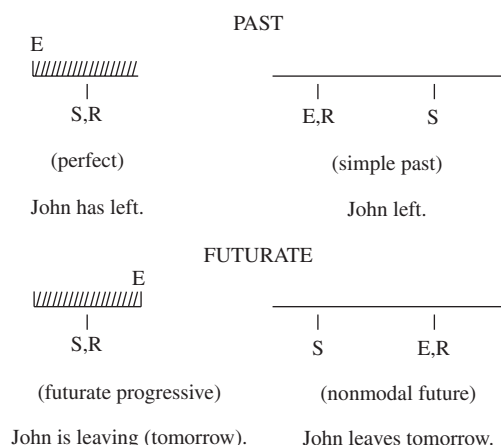 PAST
E
S,R E,R S
(perfect) (simple past)
John has left. John left.
FUTURATE
E
S,R S E,R
(futurate progressive) (nonmodal future)
John is leaving (tomorrow). John leaves tomorrow.